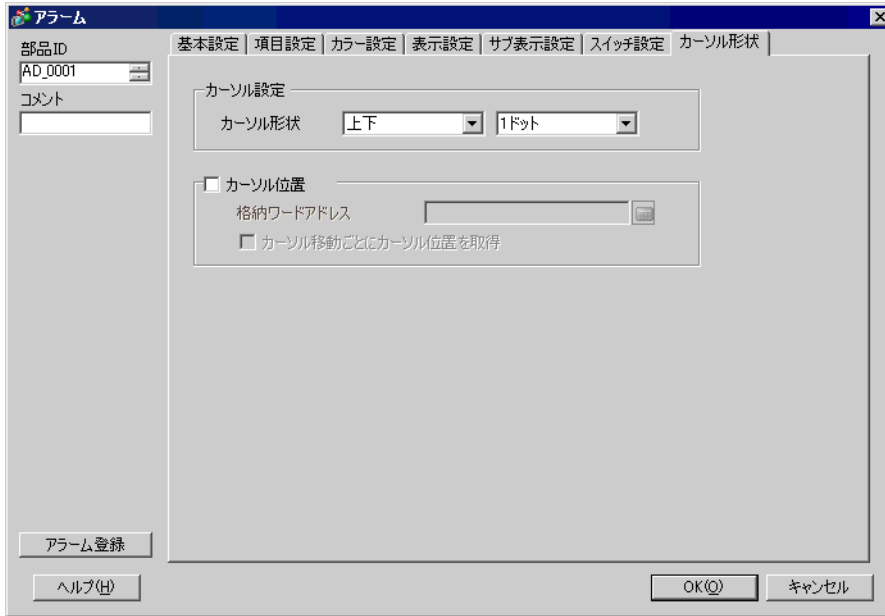 アラーム
部品ID
AD_0001
コメント
基本設定 項目設定 カラー設定 表示設定 サブ表示設定 スイッチ設定 カーソル形状
カーソル設定
カーソル形状 上下 1ドット
カーソル位置
格納ワードアドレス
カーソル移動ごとにカーソル位置を取得
アラーム登録
ヘルプ(H) OK(O) キャンセル